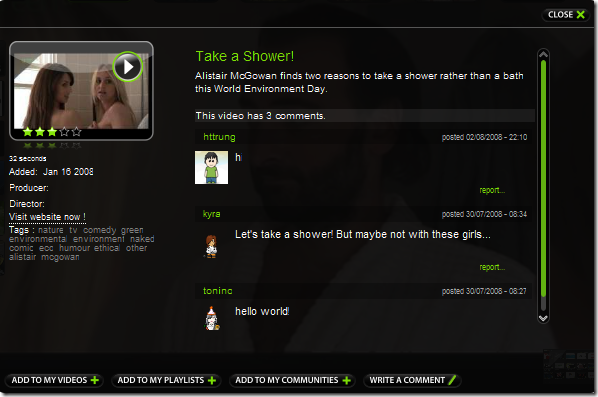 CLOSE
Take a Shower!
Alistair McGowan finds two reasons to take a shower rather than a bath
this World Environment Day.
This video has 3 comments.
httrung posted 02/08/2008 - 22:10
hi
report...
kyra posted 30/07/2008 - 08:34
Let's take a shower! But maybe not with these girls...
report...
toninc posted 30/07/2008 - 08:27
hello world!
32 seconds
Added: Jan 16 2008
Producer:
Director:
Visit website now !
Tags : nature tv comedy green
environmental environment naked
comic eco humour ethical other
alistair mcgowan
ADD TO MY VIDEOS
ADD TO MY PLAYLISTS
ADD TO MY COMMUNITIES
WRITE A COMMENT